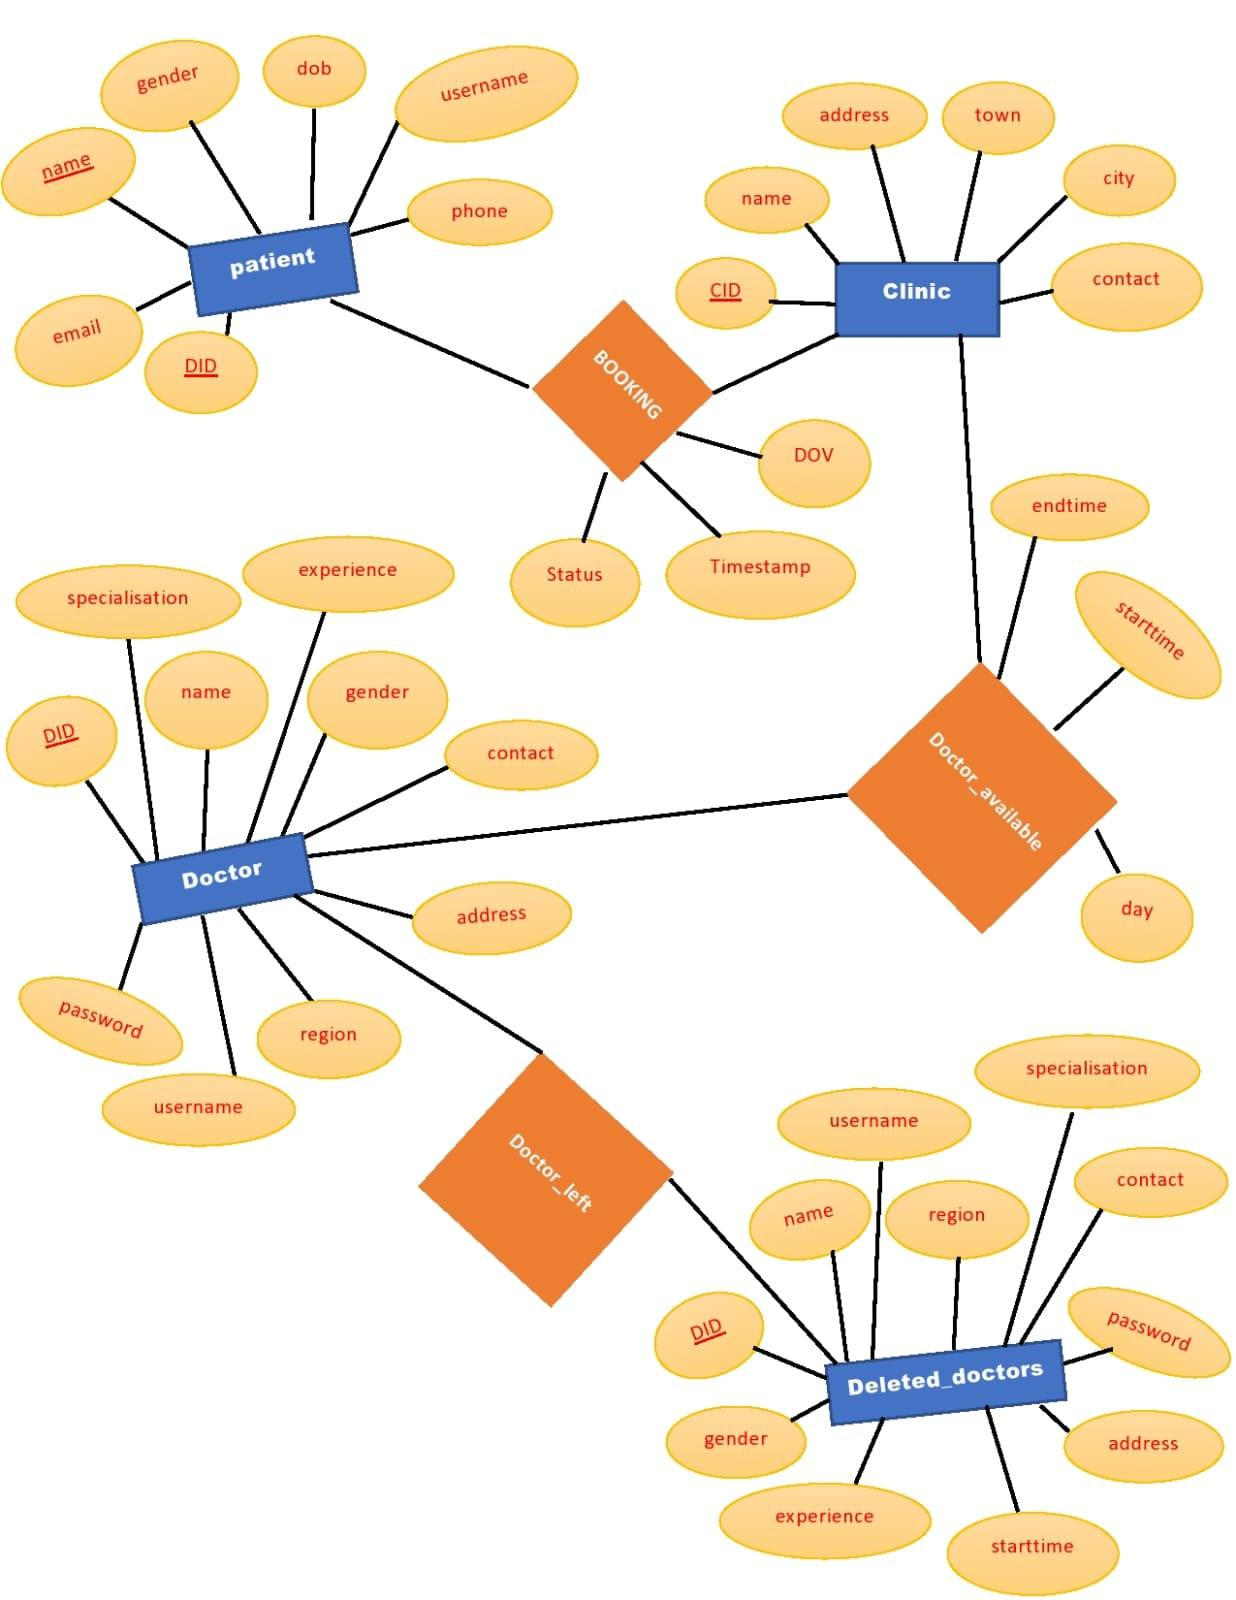 gender
dob
username
name
phone
patient
email
DID
address
town
name
city
CID
Clinic
contact
BOOKING
DOV
Status
Timestamp
endtime
starttime
Doctor_available
day
specialisation
experience
DID
name
gender
contact
Doctor
address
password
region
username
Doctor_left
specialisation
username
contact
name
region
DID
password
Deleted_doctors
gender
address
experience
starttime